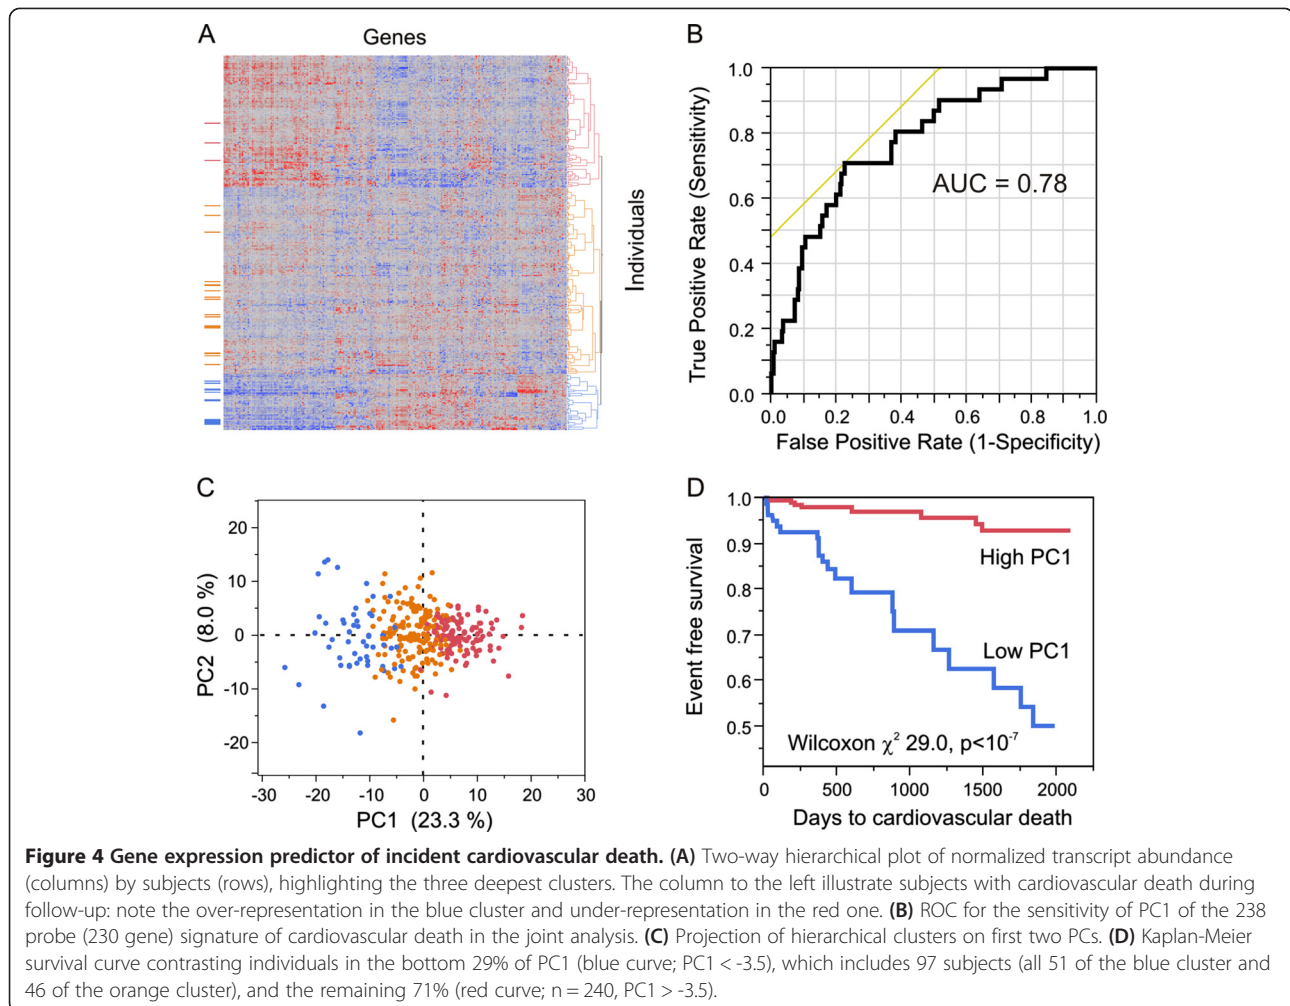 A
Genes
Individuals
B
True Positive Rate (Sensitivity)
1.0
0.8
0.6
0.4
0.2
0.0
AUC = 0.78
0.0 0.2 0.4 0.6 0.8 1.0
False Positive Rate (1-Specificity)
C
PC2 (8.0 %)
20
10
0
-10
-20
-30 -20 -10 0 10 20 30
PC1 (23.3 %)
D
Event free survival
1.0
0.9
0.8
0.7
0.6
0.5
High PC1
Low PC1
Wilcoxon χ² 29.0, p<10⁻⁷
0 500 1000 1500 2000
Days to cardiovascular death
Figure 4 Gene expression predictor of incident cardiovascular death. (A) Two-way hierarchical plot of normalized transcript abundance
(columns) by subjects (rows), highlighting the three deepest clusters. The column to the left illustrate subjects with cardiovascular death during
follow-up: note the over-representation in the blue cluster and under-representation in the red one. (B) ROC for the sensitivity of PC1 of the 238
probe (230 gene) signature of cardiovascular death in the joint analysis. (C) Projection of hierarchical clusters on first two PCs. (D) Kaplan-Meier
survival curve contrasting individuals in the bottom 29% of PC1 (blue curve; PC1 < -3.5), which includes 97 subjects (all 51 of the blue cluster and
46 of the orange cluster), and the remaining 71% (red curve; n = 240, PC1 > -3.5).